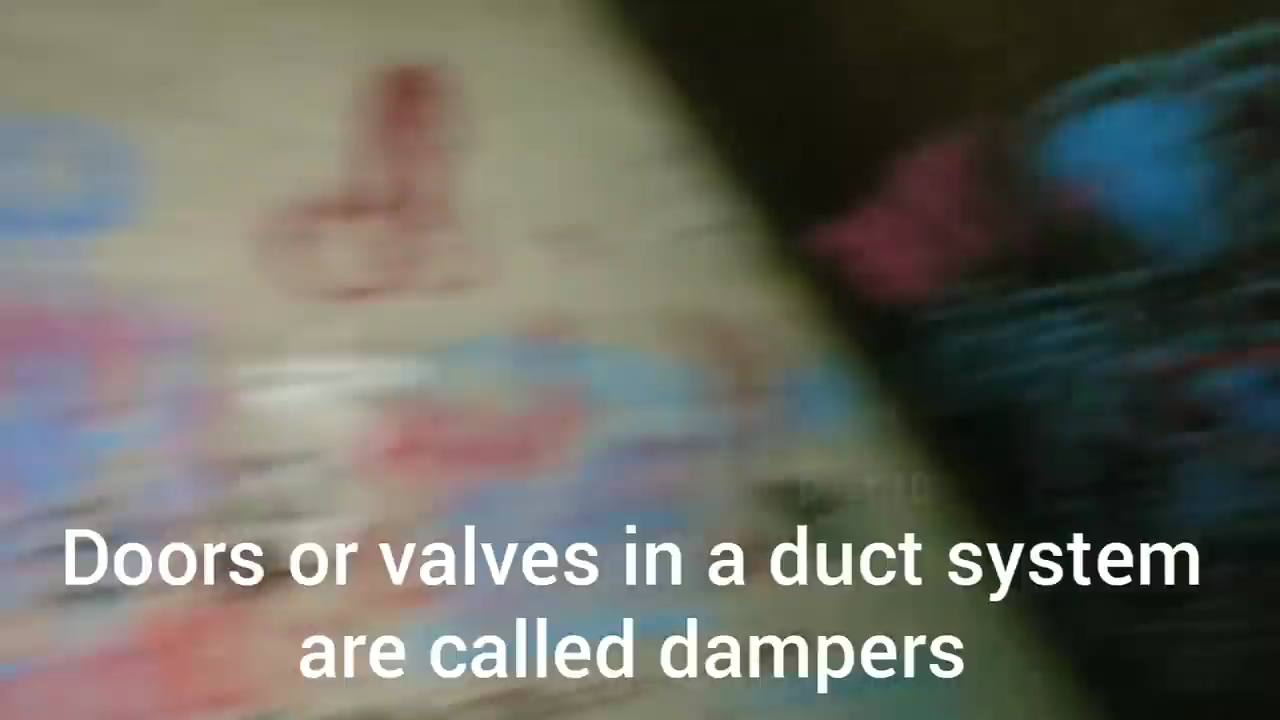 Doors or valves in a duct system
are called dampers